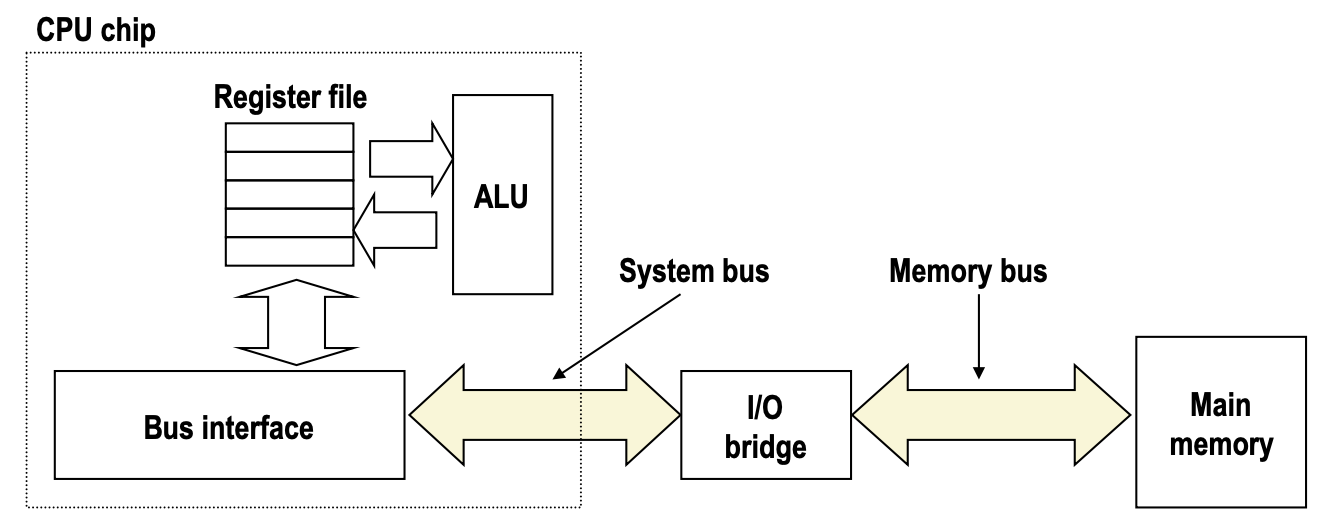 CPU chip
Register file
ALU
System bus
Memory bus
Bus interface
I/O
bridge
Main
memory